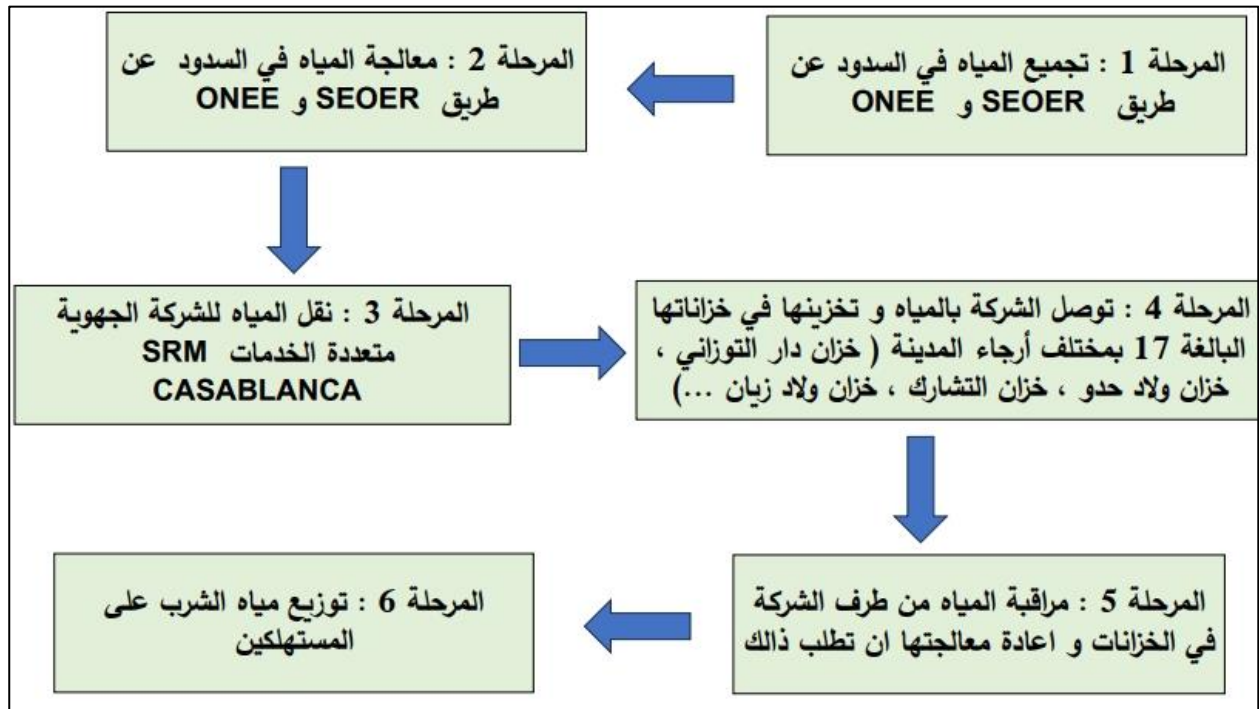 المرحلة 1 : تجميع المياه في السدود عن
طريق SEOER و ONEE
المرحلة 2 : معالجة المياه في السدود عن
طريق SEOER و ONEE
المرحلة 3 : نقل المياه للشركة الجهوية
متعددة الخدمات SRM
CASABLANCA
المرحلة 4 : توصل الشركة بالمياه و تخزينها في خزاناتها
البالغة 17 بمختلف أرجاء المدينة ( خزان دار التوزاني ،
خزان ولاد حدو ، خزان التشارك ، خزان ولاد زيان ...)
المرحلة 5 : مراقبة المياه من طرف الشركة
في الخزانات و اعادة معالجتها ان تطلب ذالك
المرحلة 6 : توزيع مياه الشرب على
المستهلكين